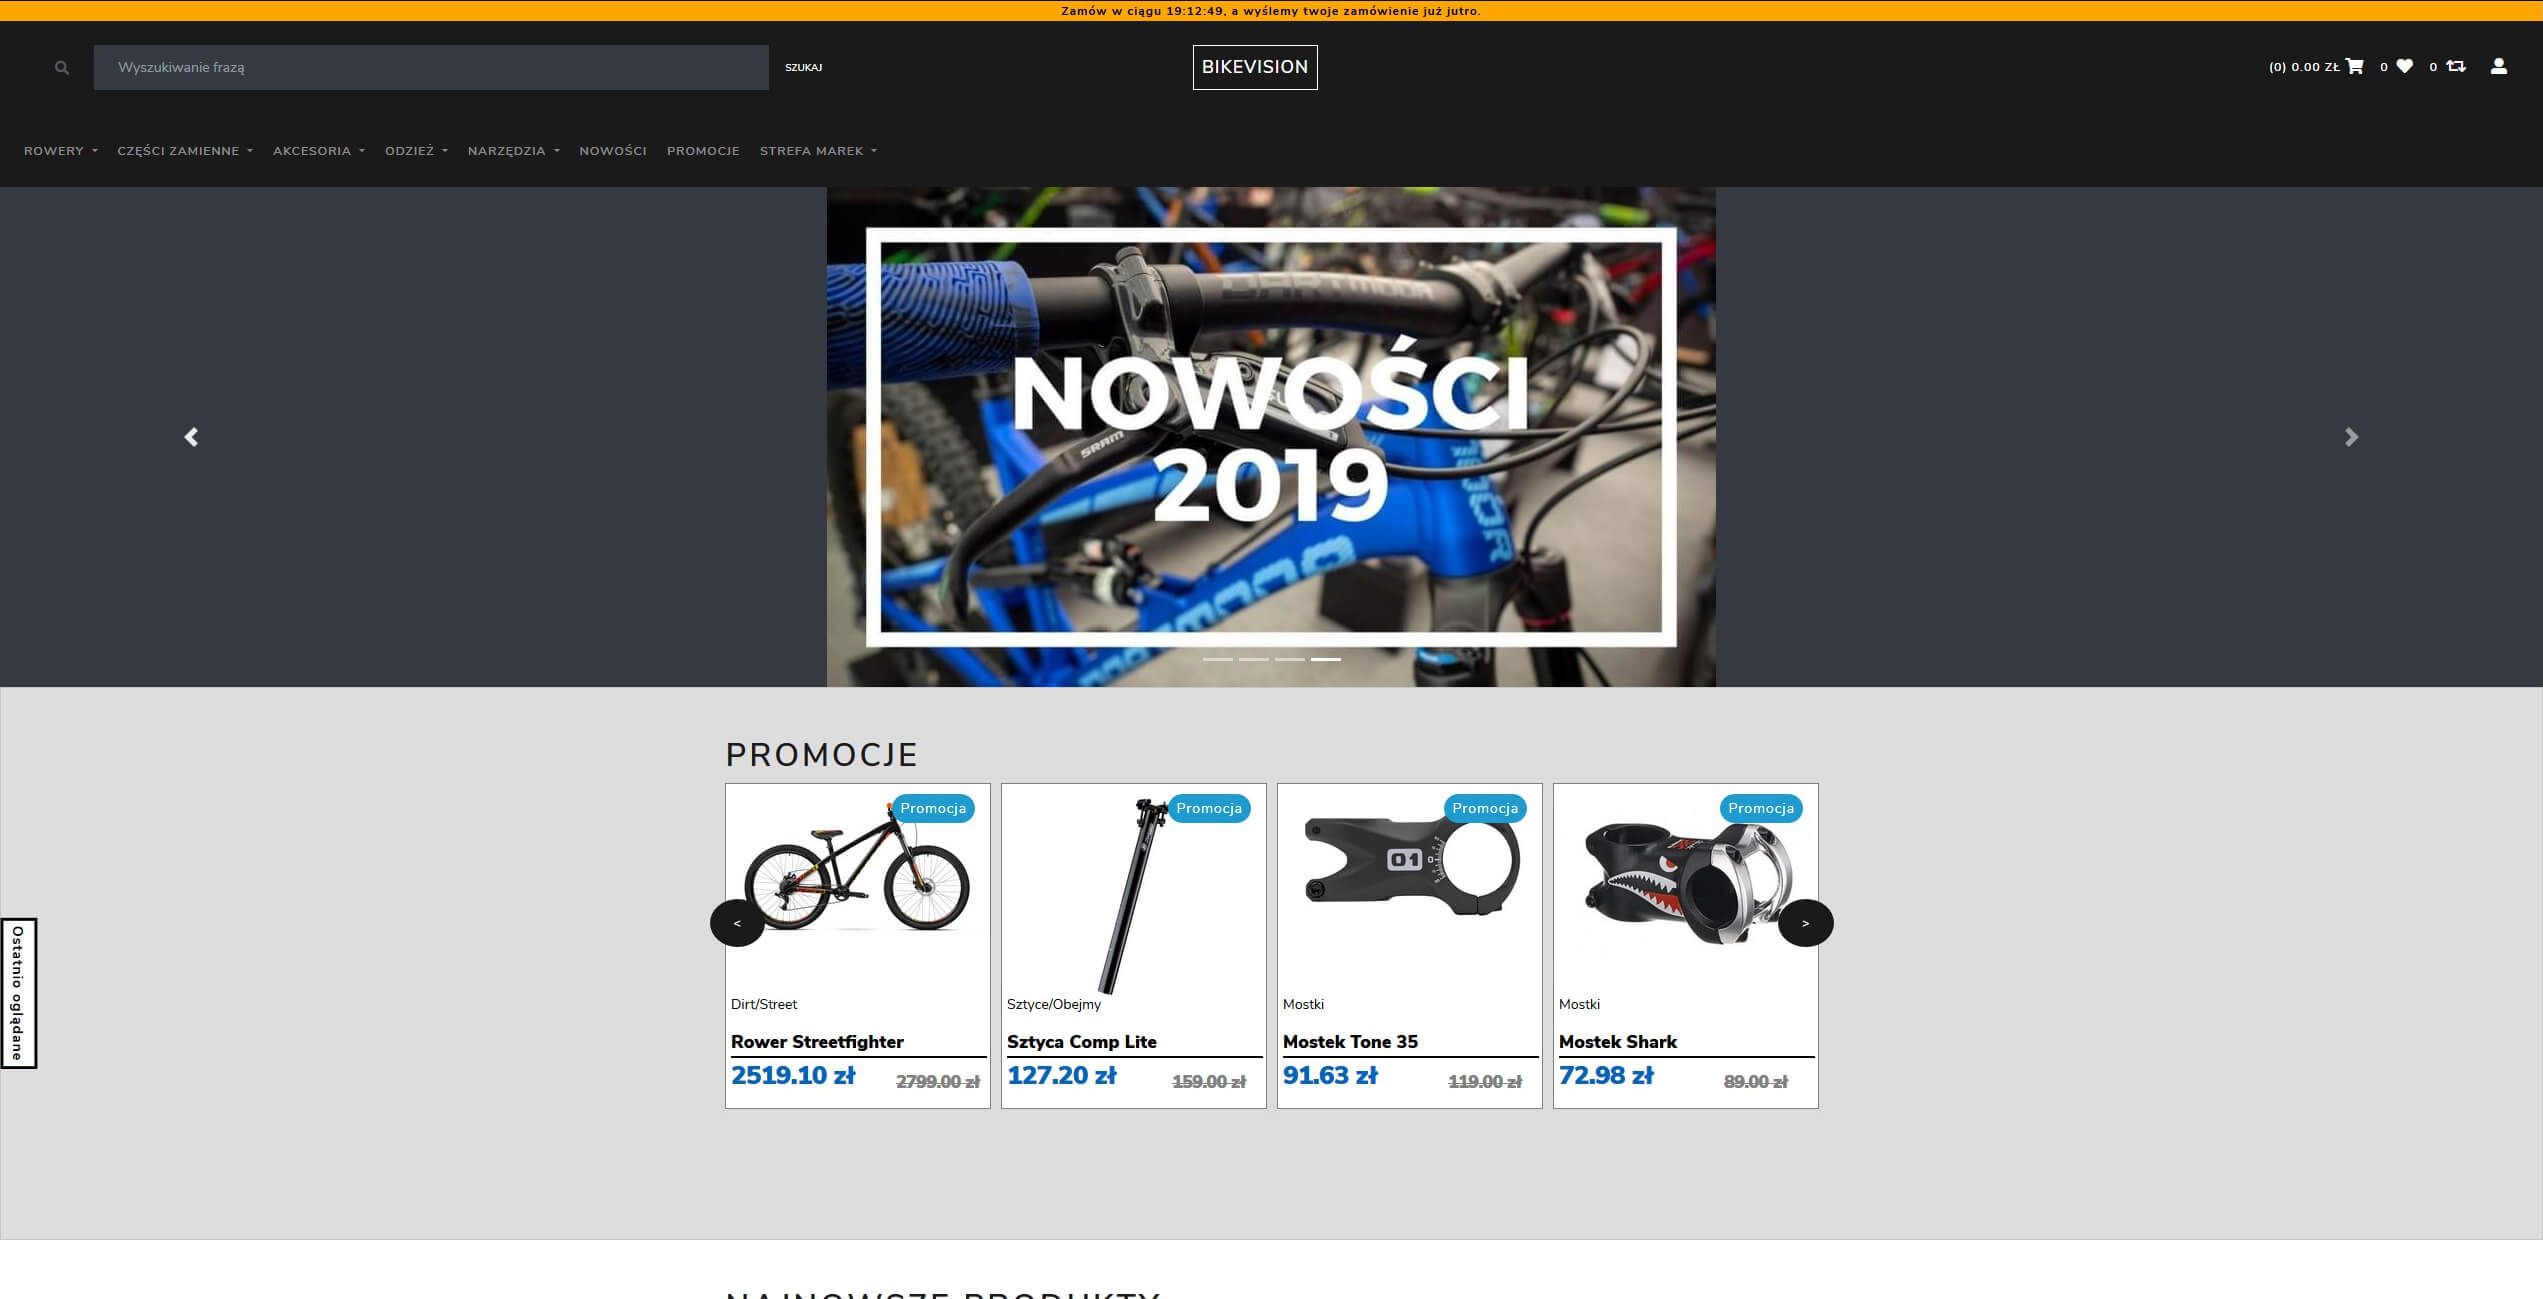 Zamów w ciągu 19:12:49, a wyślemy twoje zamówienie już jutro.
Wyszukiwanie frazą
SZUKAJ
BIKEVISION
(0) 0.00 ZŁ
0
0
ROWERY
CZĘŚCI ZAMIENNE
AKCESORIA
ODZIEŻ
NARZĘDZIA
NOWOŚCI
PROMOCJE
STREFA MAREK
DARTMOOR
NOWOŚCI
SRAM
2019
PROMOCJE
Promocja
Promocja
Promocja
Promocja
01
0
<
>
Ostatnio oglądane
Dirt/Street
Sztyce/Obejmy
Mostki
Mostki
Rower Streetfighter
Sztyca Comp Lite
Mostek Tone 35
Mostek Shark
2519.10 zł 2799.00 zł
127.20 zł 159.00 zł
91.63 zł 119.00 zł
72.98 zł 89.00 zł
NAJNOWSZE PRODUKTY